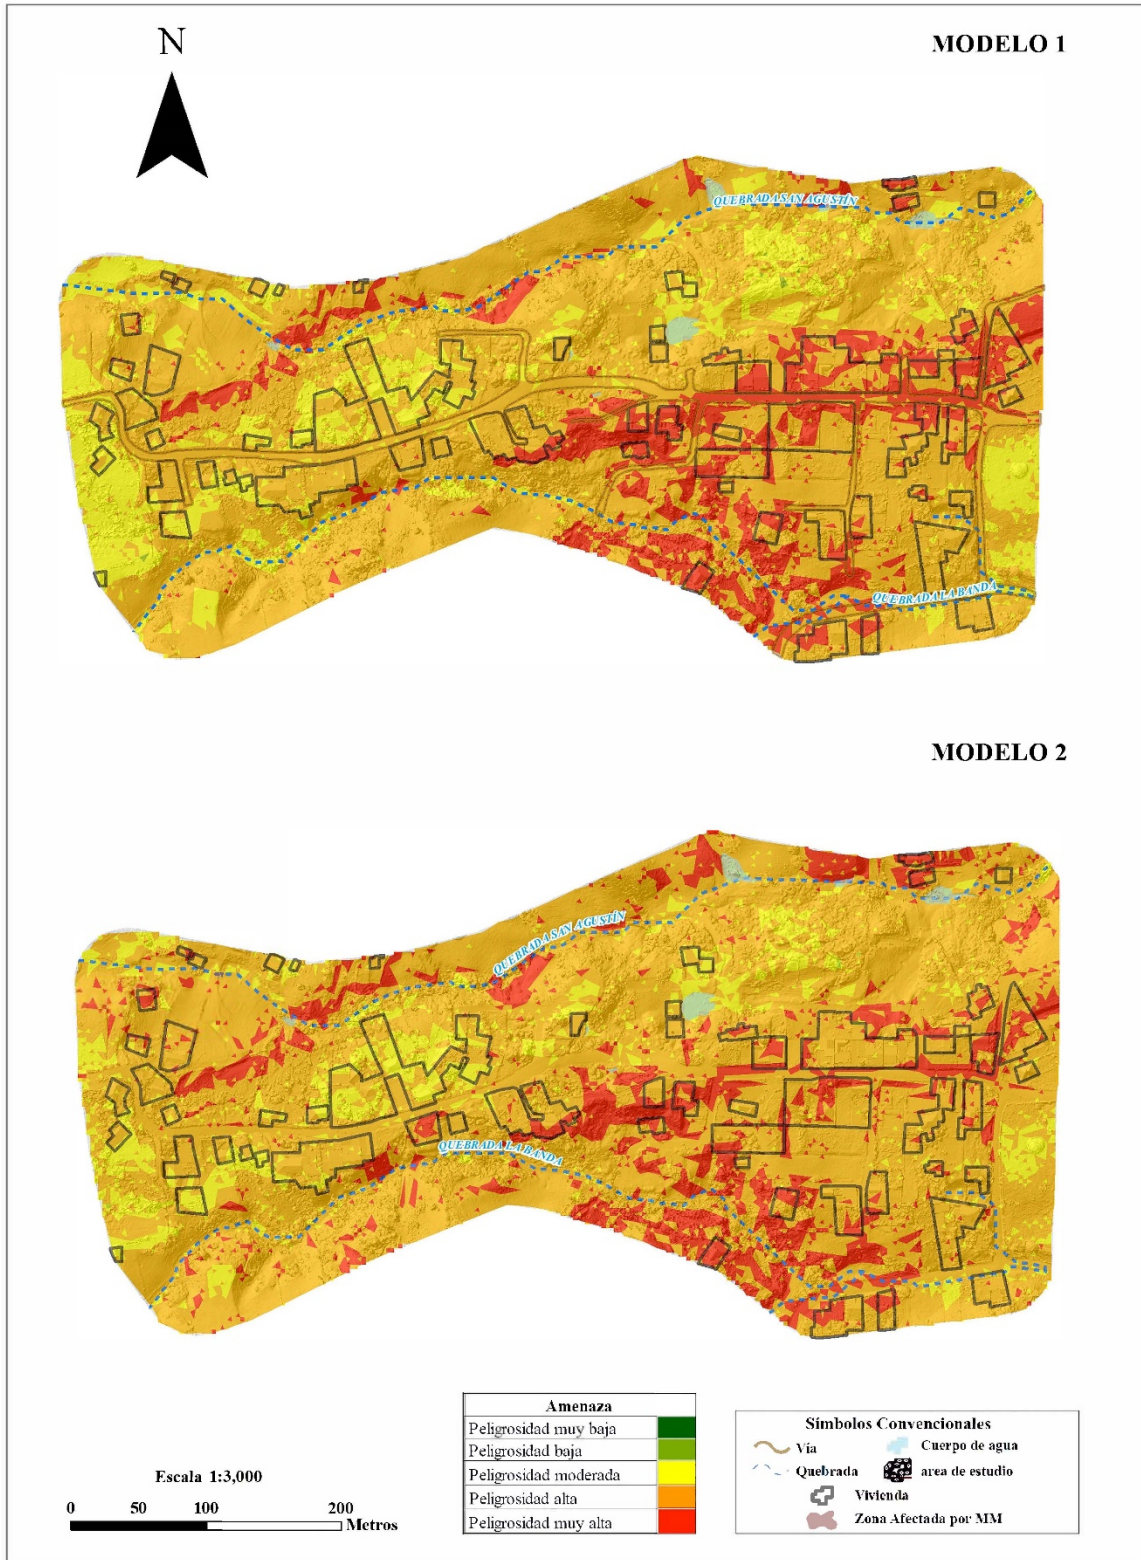 N
MODELO 1
QUEBRADA SAN AGUSTÍN
QUEBRADA LA BANDA
MODELO 2
QUEBRADA SAN AGUSTÍN
QUEBRADA LA BANDA
Amenaza
Peligrosidad muy baja
Peligrosidad baja
Peligrosidad moderada
Peligrosidad alta
Peligrosidad muy alta
Escala 1:3,000
0 50 100 200
Metros
Símbolos Convencionales
Vía Cuerpo de agua
Quebrada area de estudio
Vivienda
Zona Afectada por MM